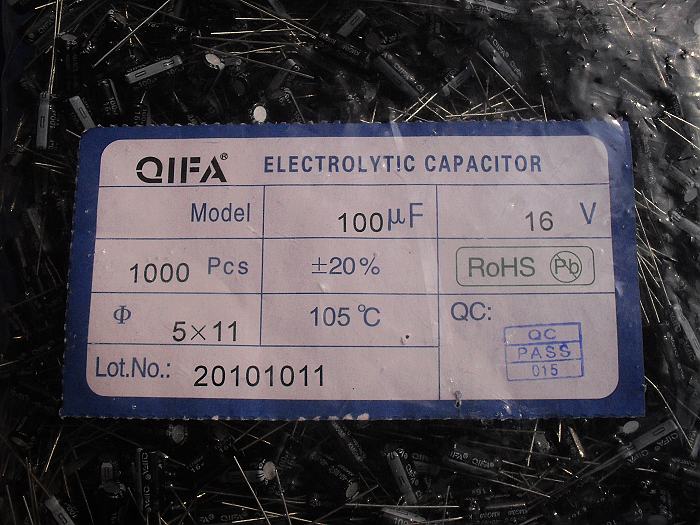 QIFA® ELECTROLYTIC CAPACITOR
Model 100µF 16 V
1000 Pcs ±20% RoHS Pb
Φ 5×11 105℃ QC:
QC
PASS
015
Lot.No.: 20101011